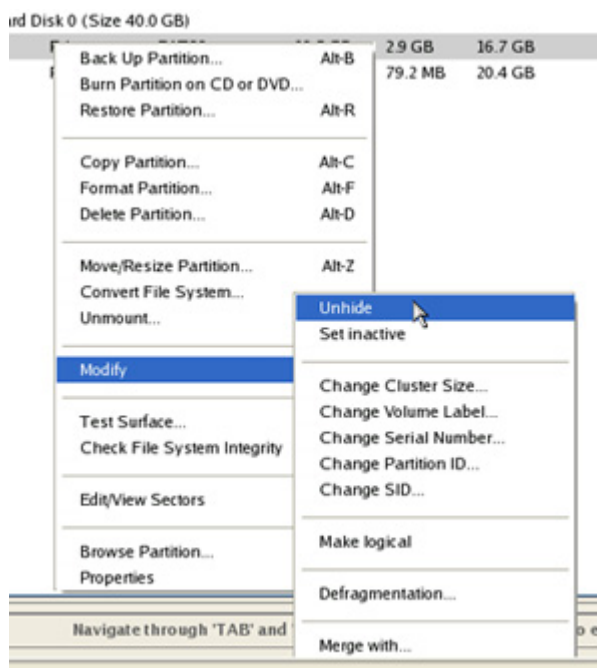 rd Disk 0 (Size 40.0 GB)
2.9 GB 16.7 GB
79.2 MB 20.4 GB
Back Up Partition... Alt-B
Burn Partition on CD or DVD...
Restore Partition... Alt-R
Copy Partition... Alt-C
Format Partition... Alt-F
Delete Partition... Alt-D
Move/Resize Partition... Alt-Z
Convert File System...
Unmount...
Modify
Test Surface...
Check File System Integrity
Edit/View Sectors
Browse Partition...
Properties
Unhide
Set inactive
Change Cluster Size...
Change Volume Label...
Change Serial Number...
Change Partition ID...
Change SID...
Make logical
Defragmentation...
Merge with...
Navigate through 'TAB' and